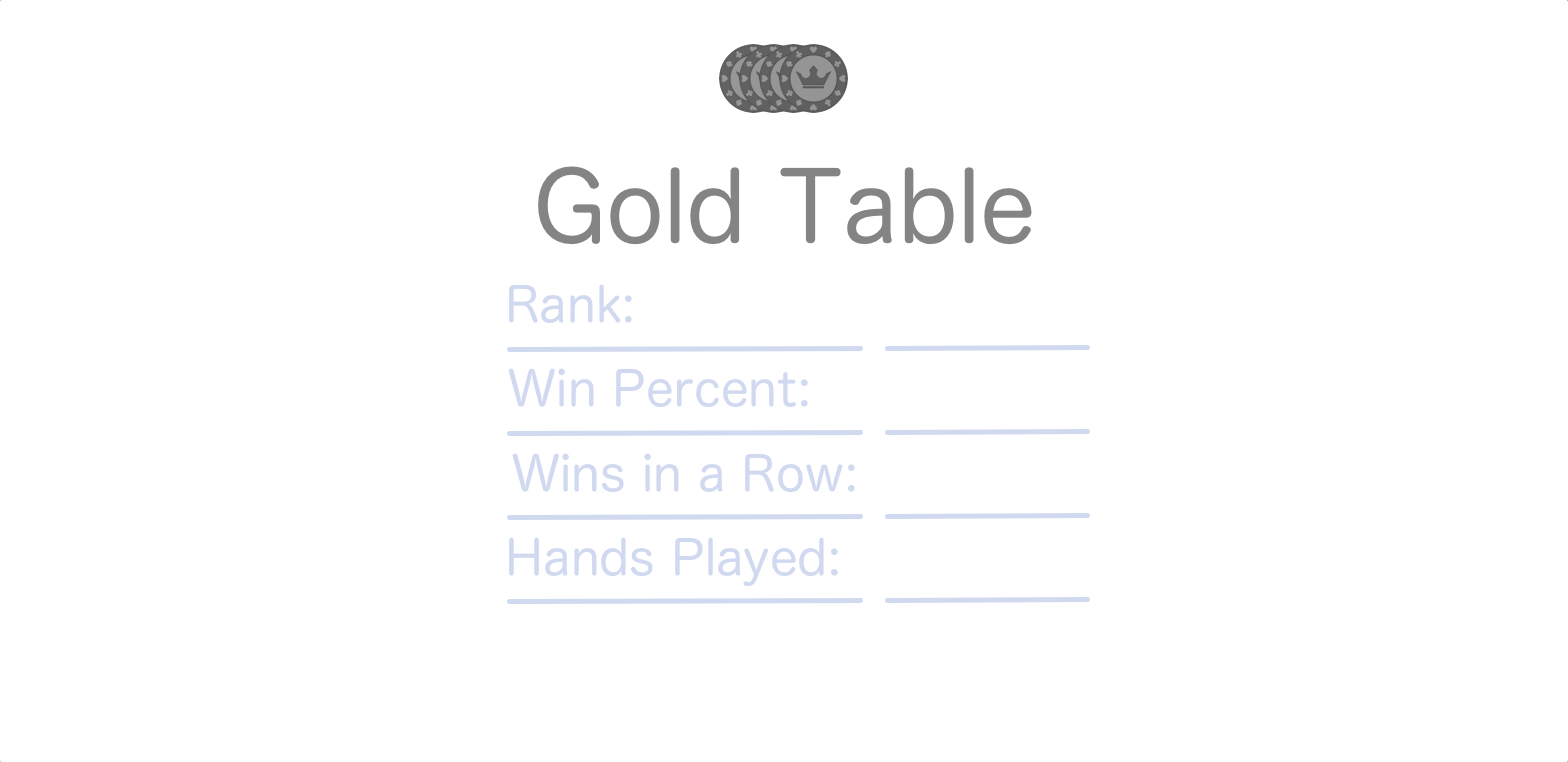 Gold Table
Rank:
Win Percent:
Wins in a Row:
Hands Played: